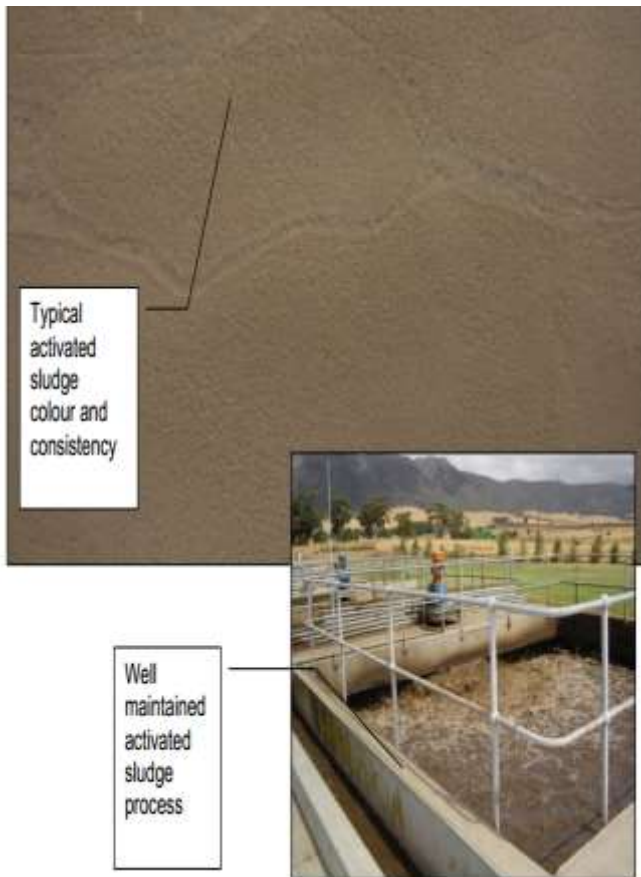 Typical
activated
sludge
colour and
consistency
Well
maintained
activated
sludge
process